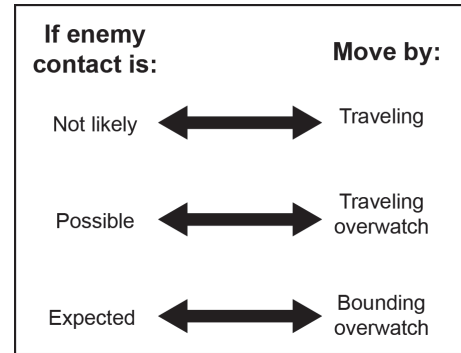 If enemy
contact is:
Move by:
Not likely
Traveling
Possible
Traveling
overwatch
Expected
Bounding
overwatch